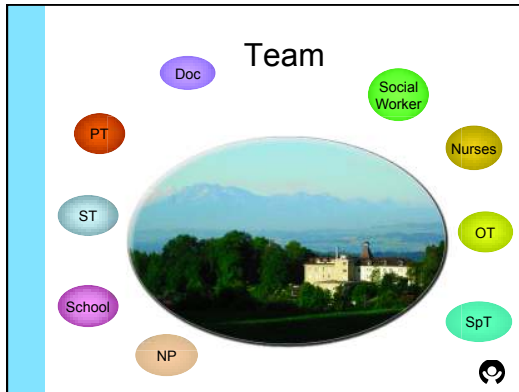 Team
Doc
Social
Worker
PT
Nurses
ST
OT
School
SpT
NP